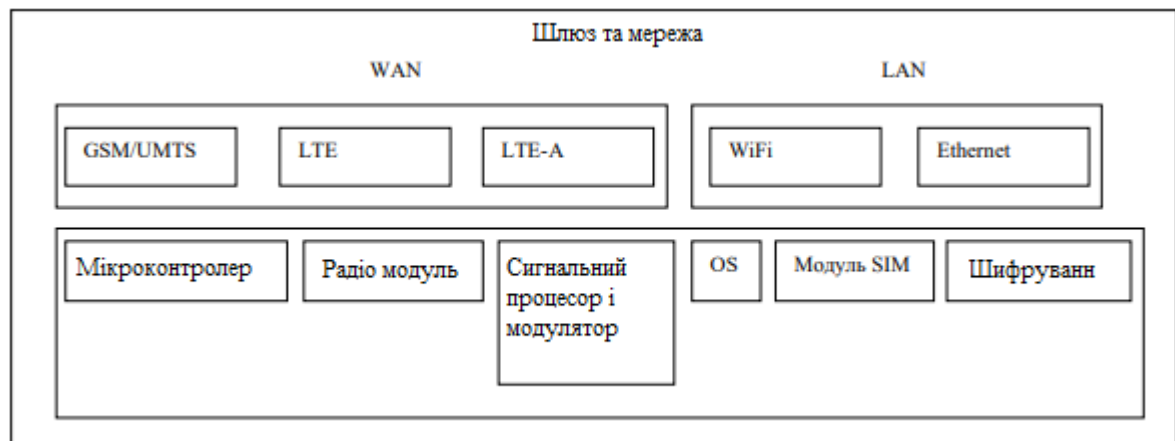 Шлюз та мережа
WAN
LAN
GSM/UMTS
LTE
LTE-A
WiFi
Ethernet
Мікроконтролер
Радіо модуль
Сигнальний
процесор і
модулятор
OS
Модуль SIM
Шифруванн